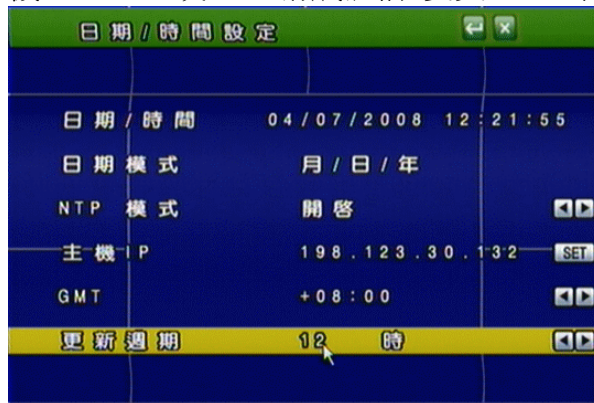 日期/時間設定
日期/時間 04/07/2008 12:21:55
日期模式 月/日/年
NTP 模式 開啓
主機IP 198.123.30.132 SET
GMT +08:00
更新週期 12 時